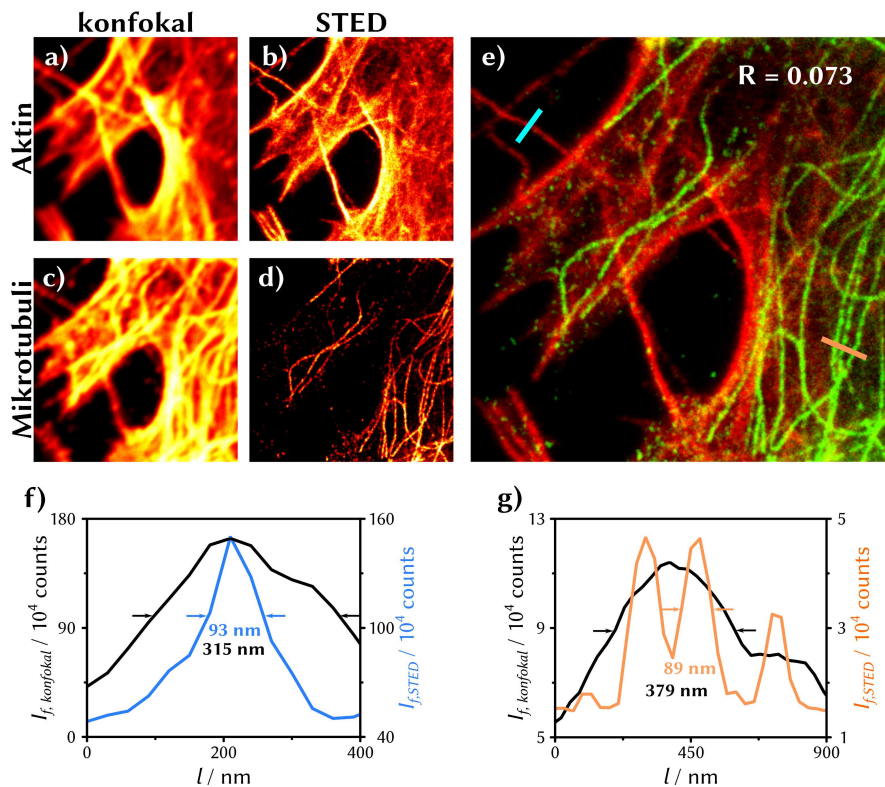 konfokal STED
a) b) e)
R = 0.073
Aktin
c) d)
Mikrotubuli
f) g)
180 160 13 5
I_f, konfokal / 10^4 counts
90 100 9 3
93 nm
315 nm
I_f,STED / 10^4 counts
I_f, konfokal / 10^4 counts
89 nm
379 nm
I_f,STED / 10^4 counts
0 40 5 1
0 200 400 0 450 900
l / nm l / nm